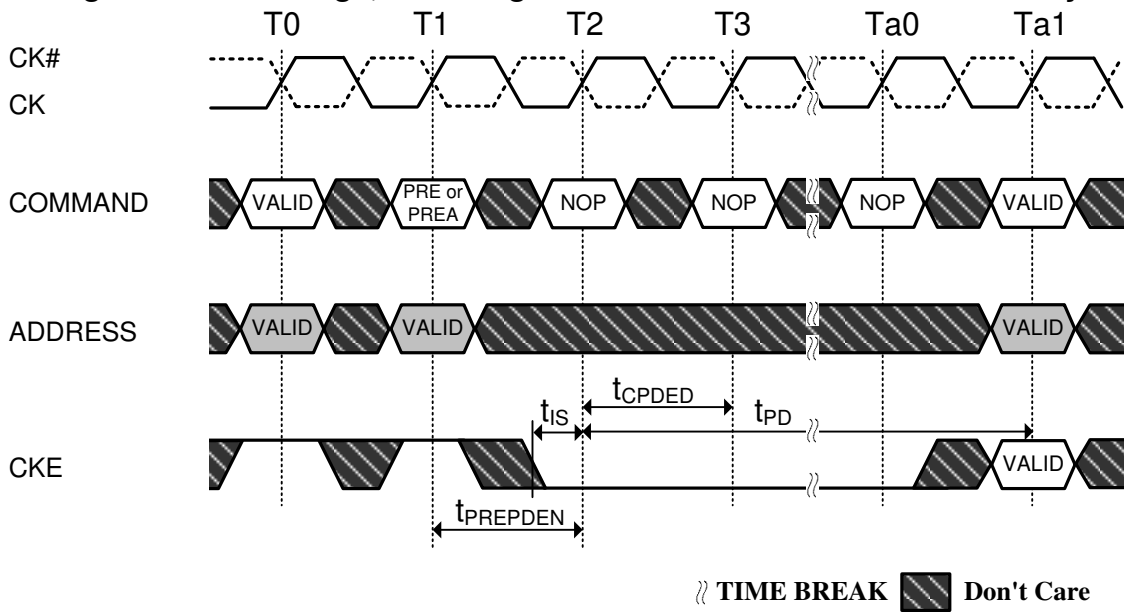 T0 T1 T2 T3 Ta0 Ta1
CK#
CK
COMMAND VALID PRE or PREA NOP NOP NOP VALID
ADDRESS VALID VALID VALID
tCPDED
tIS tPD
CKE VALID
tPREPDEN
TIME BREAK Don't Care